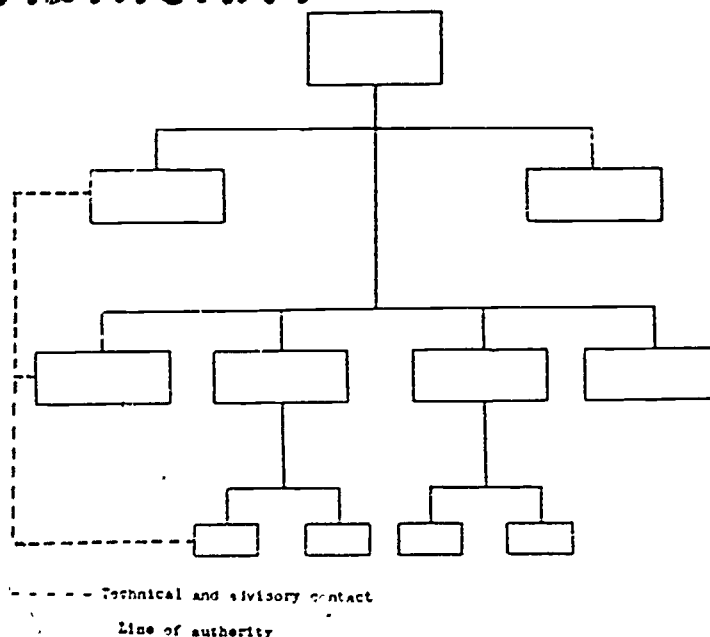 - - - - - Technical and advisory contact
Line of authority